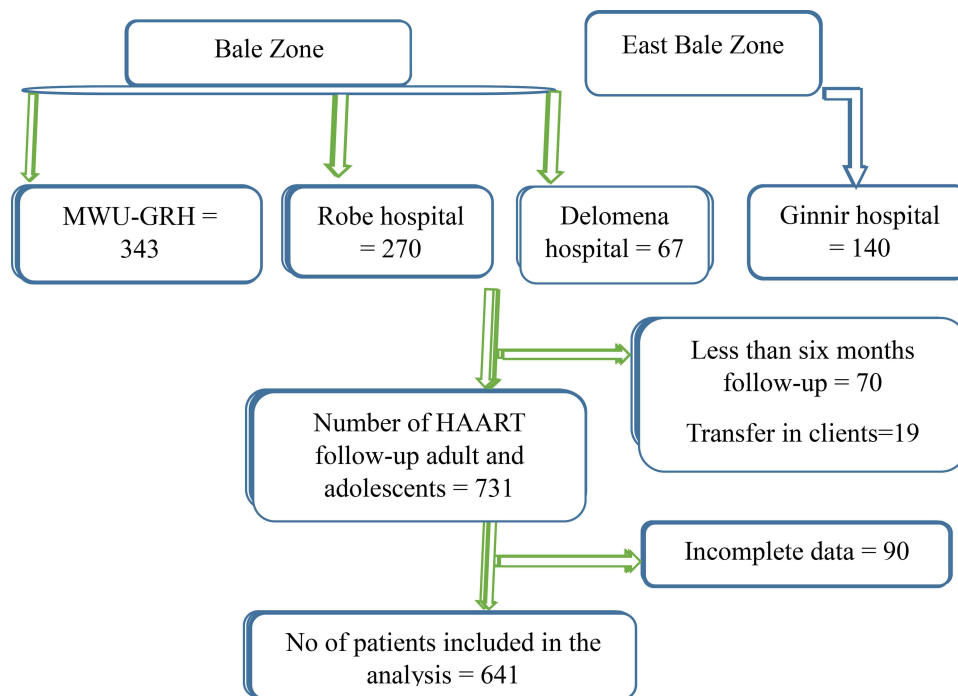 Bale Zone
East Bale Zone
MWU-GRH =
343
Robe hospital
= 270
Delomena
hospital = 67
Ginnir hospital
= 140
Less than six months
follow-up = 70
Transfer in clients=19
Number of HAART
follow-up adult and
adolescents = 731
Incomplete data = 90
No of patients included in the
analysis = 641